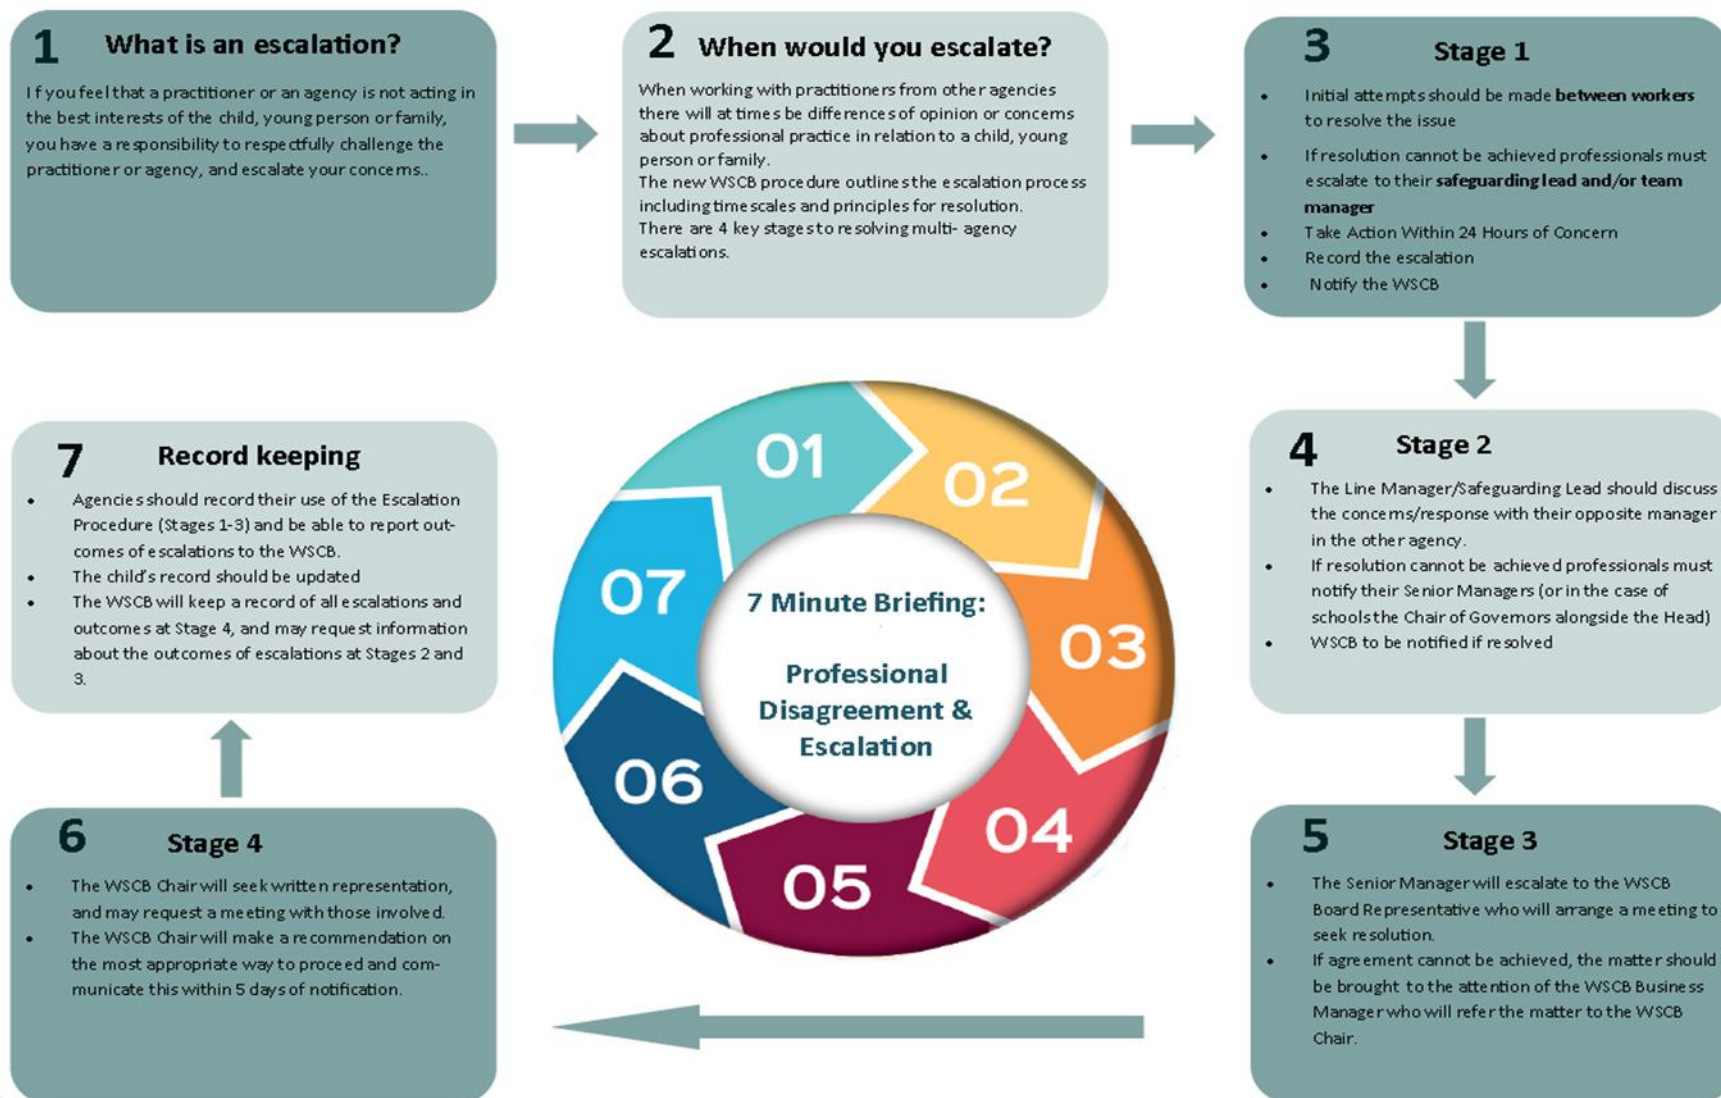 1 What is an escalation?
If you feel that a practitioner or an agency is not acting in
the best interests of the child, young person or family,
you have a responsibility to respectfully challenge the
practitioner or agency, and escalate your concerns..
2 When would you escalate?
When working with practitioners from other agencies
there will at times be differences of opinion or concerns
about professional practice in relation to a child, young
person or family.
The new WSCB procedure outlines the escalation process
including timescales and principles for resolution.
There are 4 key stages to resolving multi- agency
escalations.
3 Stage 1
• Initial attempts should be made between workers
to resolve the issue
• If resolution cannot be achieved professionals must
escalate to their safeguarding lead and/or team
manager
• Take Action Within 24 Hours of Concern
• Record the escalation
• Notify the WSCB
4 Stage 2
• The Line Manager/Safeguarding Lead should discuss
the concerns/response with their opposite manager
in the other agency.
• If resolution cannot be achieved professionals must
notify their Senior Managers (or in the case of
schools the Chair of Governors alongside the Head)
• WSCB to be notified if resolved
5 Stage 3
• The Senior Manager will escalate to the WSCB
Board Representative who will arrange a meeting to
seek resolution.
• If agreement cannot be achieved, the matter should
be brought to the attention of the WSCB Business
Manager who will refer the matter to the WSCB
Chair.
6 Stage 4
• The WSCB Chair will seek written representation,
and may request a meeting with those involved.
• The WSCB Chair will make a recommendation on
the most appropriate way to proceed and com-
municate this within 5 days of notification.
7 Record keeping
• Agencies should record their use of the Escalation
Procedure (Stages 1-3) and be able to report out-
comes of escalations to the WSCB.
• The child's record should be updated
• The WSCB will keep a record of all escalations and
outcomes at Stage 4, and may request information
about the outcomes of escalations at Stages 2 and
3.
01
02
03
04
05
06
07
7 Minute Briefing:
Professional
Disagreement &
Escalation